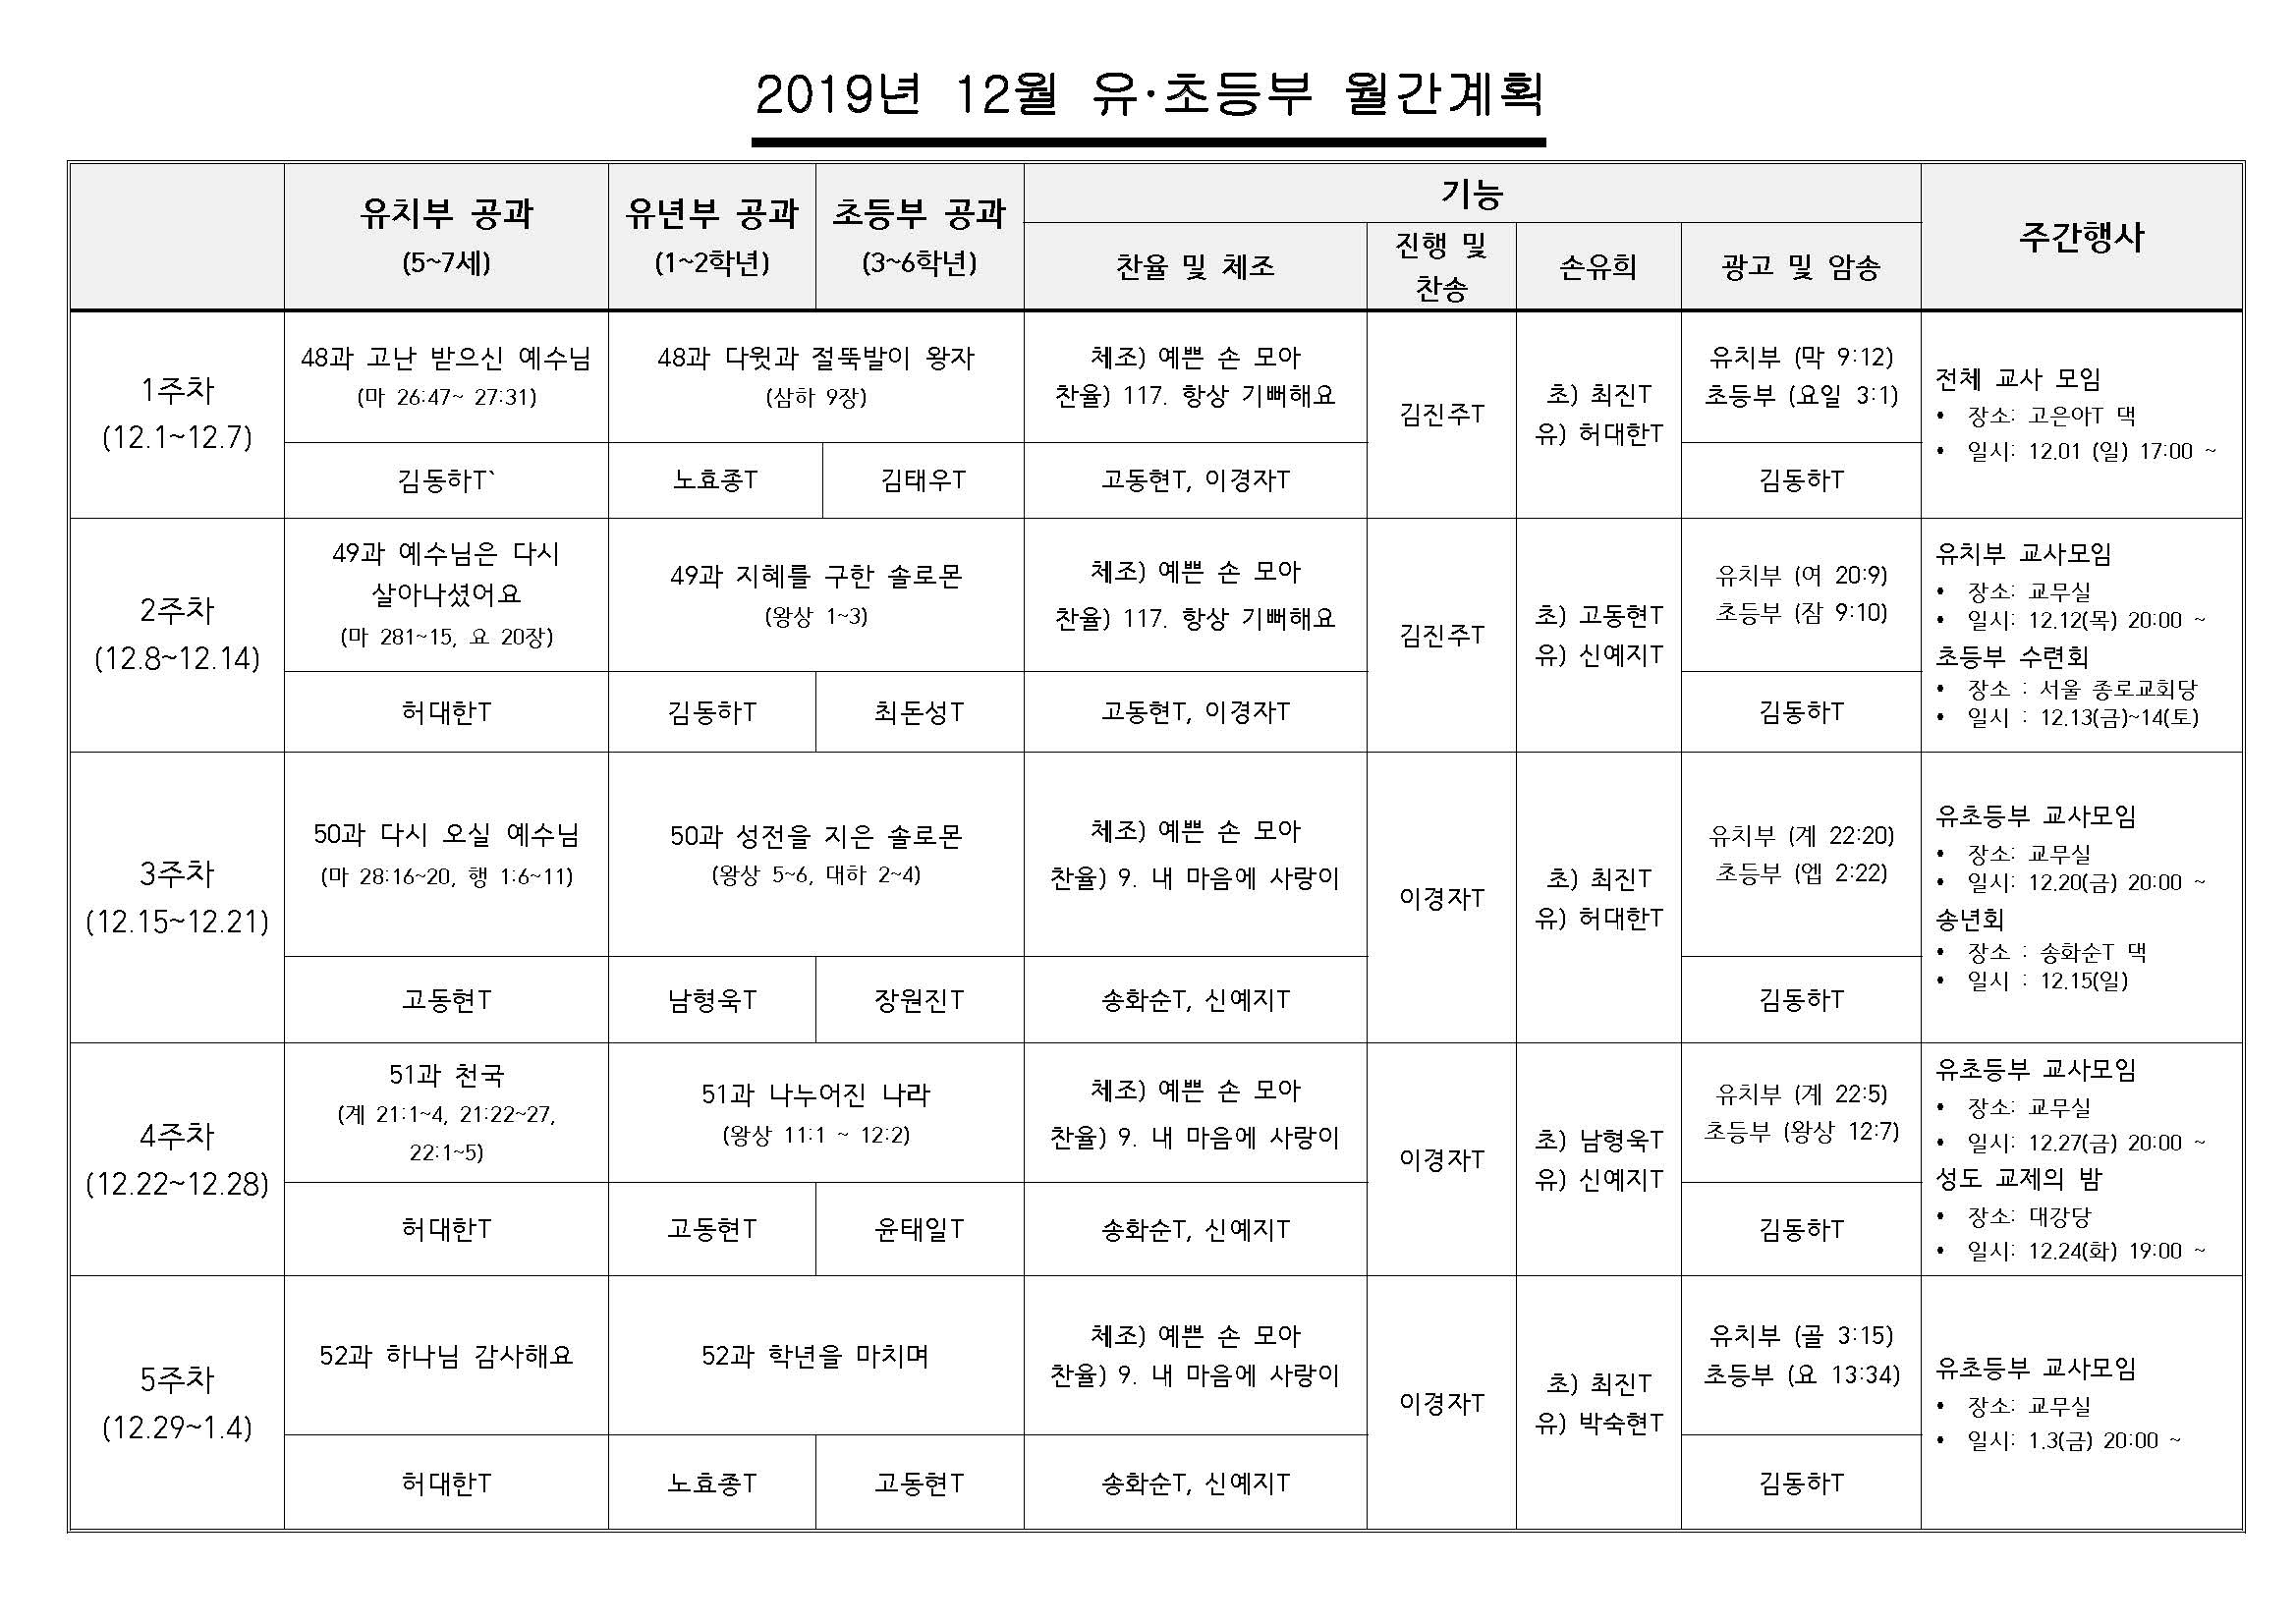 2019년 12월 유·초등부 월간계획
유치부 공과
(5~7세)
유년부 공과
(1~2학년)
초등부 공과
(3~6학년)
기능
찬율 및 체조
진행 및
찬송
손유희
광고 및 암송
주간행사
1주차
(12.1~12.7)
48과 고난 받으신 예수님
(마 26:47~ 27:31)
48과 다윗과 절뚝발이 왕자
(삼하 9장)
체조) 예쁜 손 모아
찬율) 117. 항상 기뻐해요
김진주T
초) 최진T
유) 허대한T
유치부 (막 9:12)
초등부 (요일 3:1)
전체 교사 모임
• 장소: 고은아T 댁
• 일시: 12.01 (일) 17:00 ~
김동하T`
노효종T
김태우T
고동현T, 이경자T
김동하T
2주차
(12.8~12.14)
49과 예수님은 다시
살아나셨어요
(마 281~15, 요 20장)
49과 지혜를 구한 솔로몬
(왕상 1~3)
체조) 예쁜 손 모아
찬율) 117. 항상 기뻐해요
김진주T
초) 고동현T
유) 신예지T
유치부 (여 20:9)
초등부 (잠 9:10)
유치부 교사모임
• 장소: 교무실
• 일시: 12.12(목) 20:00 ~
초등부 수련회
• 장소 : 서울 종로교회당
• 일시 : 12.13(금)~14(토)
허대한T
김동하T
최돈성T
고동현T, 이경자T
김동하T
3주차
(12.15~12.21)
50과 다시 오실 예수님
(마 28:16~20, 행 1:6~11)
50과 성전을 지은 솔로몬
(왕상 5~6, 대하 2~4)
체조) 예쁜 손 모아
찬율) 9. 내 마음에 사랑이
이경자T
초) 최진T
유) 허대한T
유치부 (계 22:20)
초등부 (엡 2:22)
유초등부 교사모임
• 장소: 교무실
• 일시: 12.20(금) 20:00 ~
송년회
• 장소 : 송화순T 댁
• 일시 : 12.15(일)
고동현T
남형욱T
장원진T
송화순T, 신예지T
김동하T
4주차
(12.22~12.28)
51과 천국
(계 21:1~4, 21:22~27,
22:1~5)
51과 나누어진 나라
(왕상 11:1 ~ 12:2)
체조) 예쁜 손 모아
찬율) 9. 내 마음에 사랑이
이경자T
초) 남형욱T
유) 신예지T
유치부 (계 22:5)
초등부 (왕상 12:7)
유초등부 교사모임
• 장소: 교무실
• 일시: 12.27(금) 20:00 ~
성도 교제의 밤
• 장소: 대강당
• 일시: 12.24(화) 19:00 ~
허대한T
고동현T
윤태일T
송화순T, 신예지T
김동하T
5주차
(12.29~1.4)
52과 하나님 감사해요
52과 학년을 마치며
체조) 예쁜 손 모아
찬율) 9. 내 마음에 사랑이
이경자T
초) 최진T
유) 박숙현T
유치부 (골 3:15)
초등부 (요 13:34)
유초등부 교사모임
• 장소: 교무실
• 일시: 1.3(금) 20:00 ~
허대한T
노효종T
고동현T
송화순T, 신예지T
김동하T